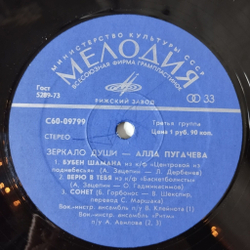 МИНИСТЕРСТВО КУЛЬТУРЫ СССР
МЕЛОДИЯ
ВСЕСОЮЗНАЯ ФИРМА ГРАМПЛАСТИНОК
ГОСТ
5289-73
РИЖСКИЙ ЗАВОД
33
С60-09799
СТЕРЕО
Третья группа
Цена 1 руб. 90 коп.
ЗЕРКАЛО ДУШИ — АЛЛА ПУГАЧЕВА
1. БУБЕН ШАМАНА из к/ф "Центровой из
поднебесья" (А. Зацепин — Л. Дербенев)
2. ВЕРЮ В ТЕБЯ из к/ф "Баскетболисты"
(А. Зацепин — О. Гаджикасимов)
3. СОНЕТ (Б. Горбонос — В. Шекспир,
перевод С. Маршака)
Вок.-инстр. ансамбль п/у В. Клейнота (1)
Вок.-инстр. ансамбль «Ритм»
п/у А. Авилова (2, 3)